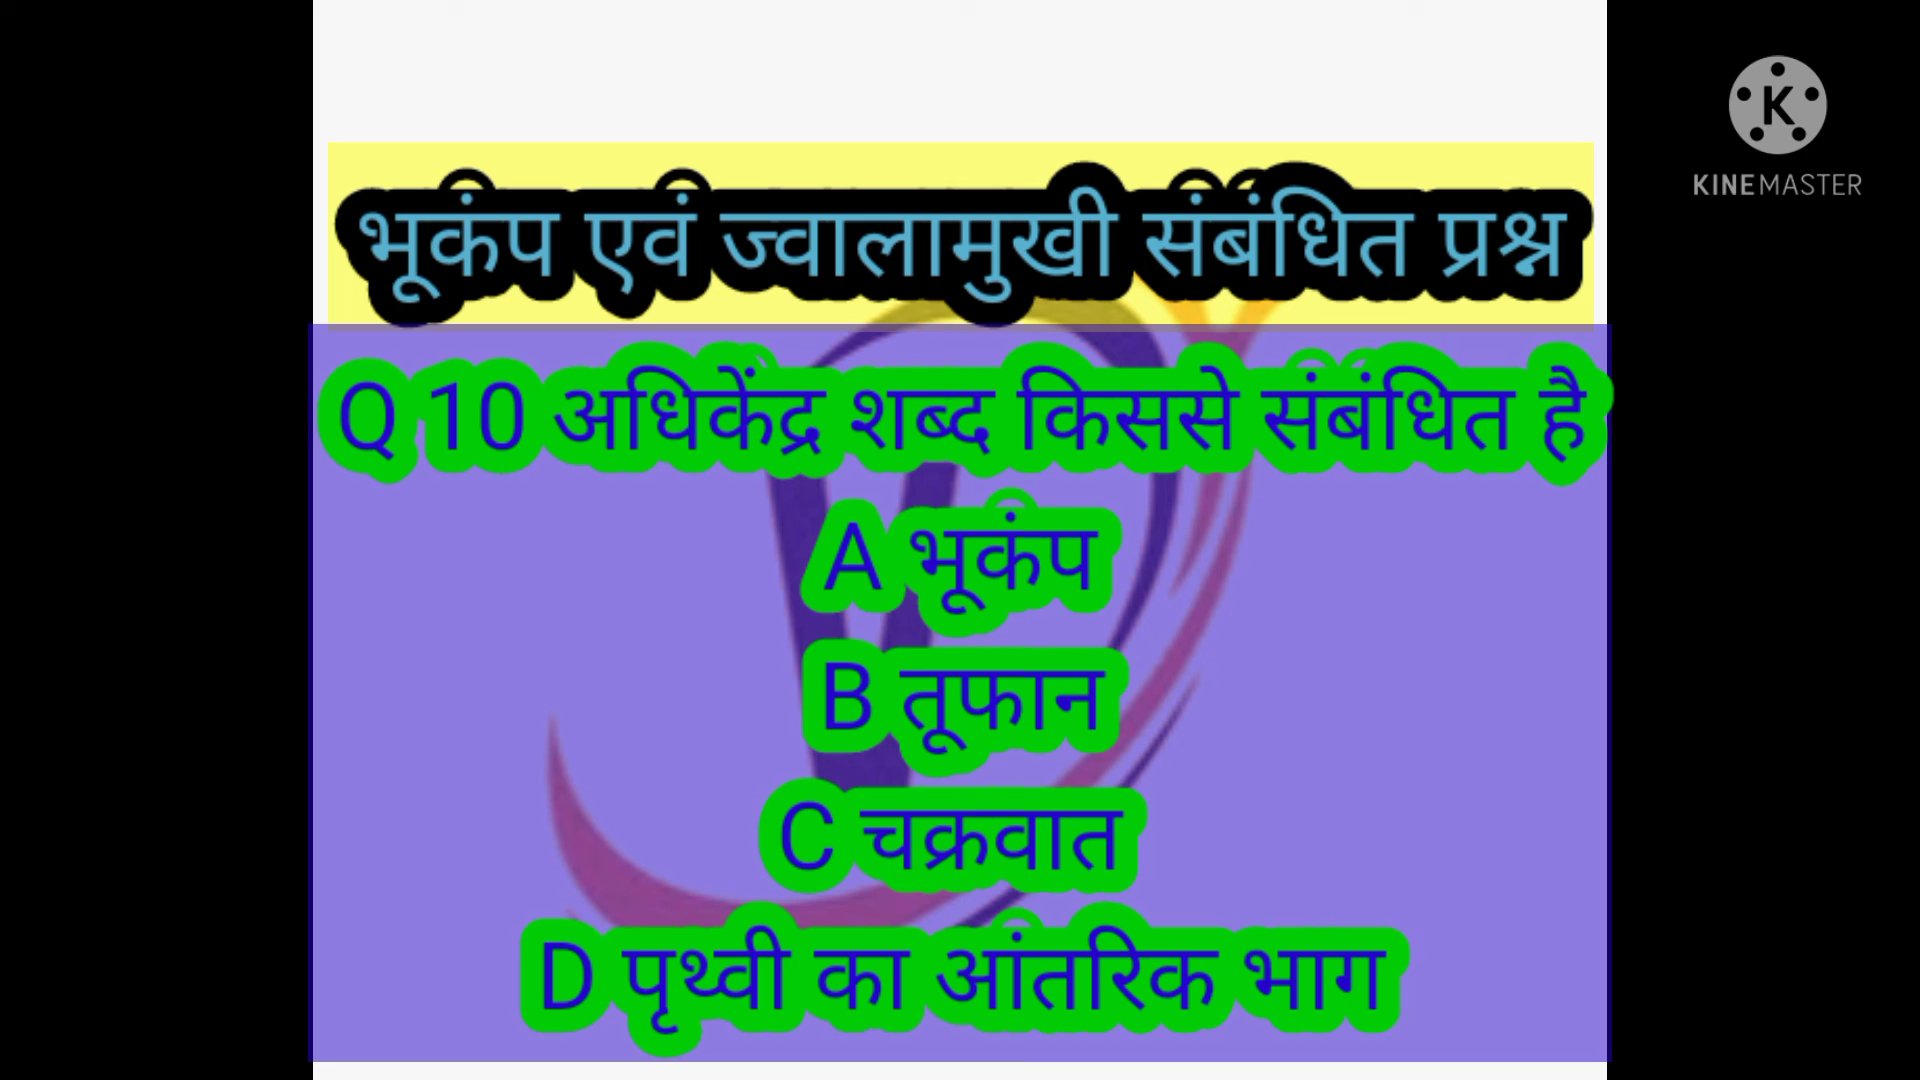 KINEMASTER
भूकंप एवं ज्वालामुखी संबंधित प्रश्न
Q 10 अधिकेंद्र शब्द किससे संबंधित है
A भूकंप
B तूफान
C चक्रवात
D पृथ्वी का आंतरिक भाग